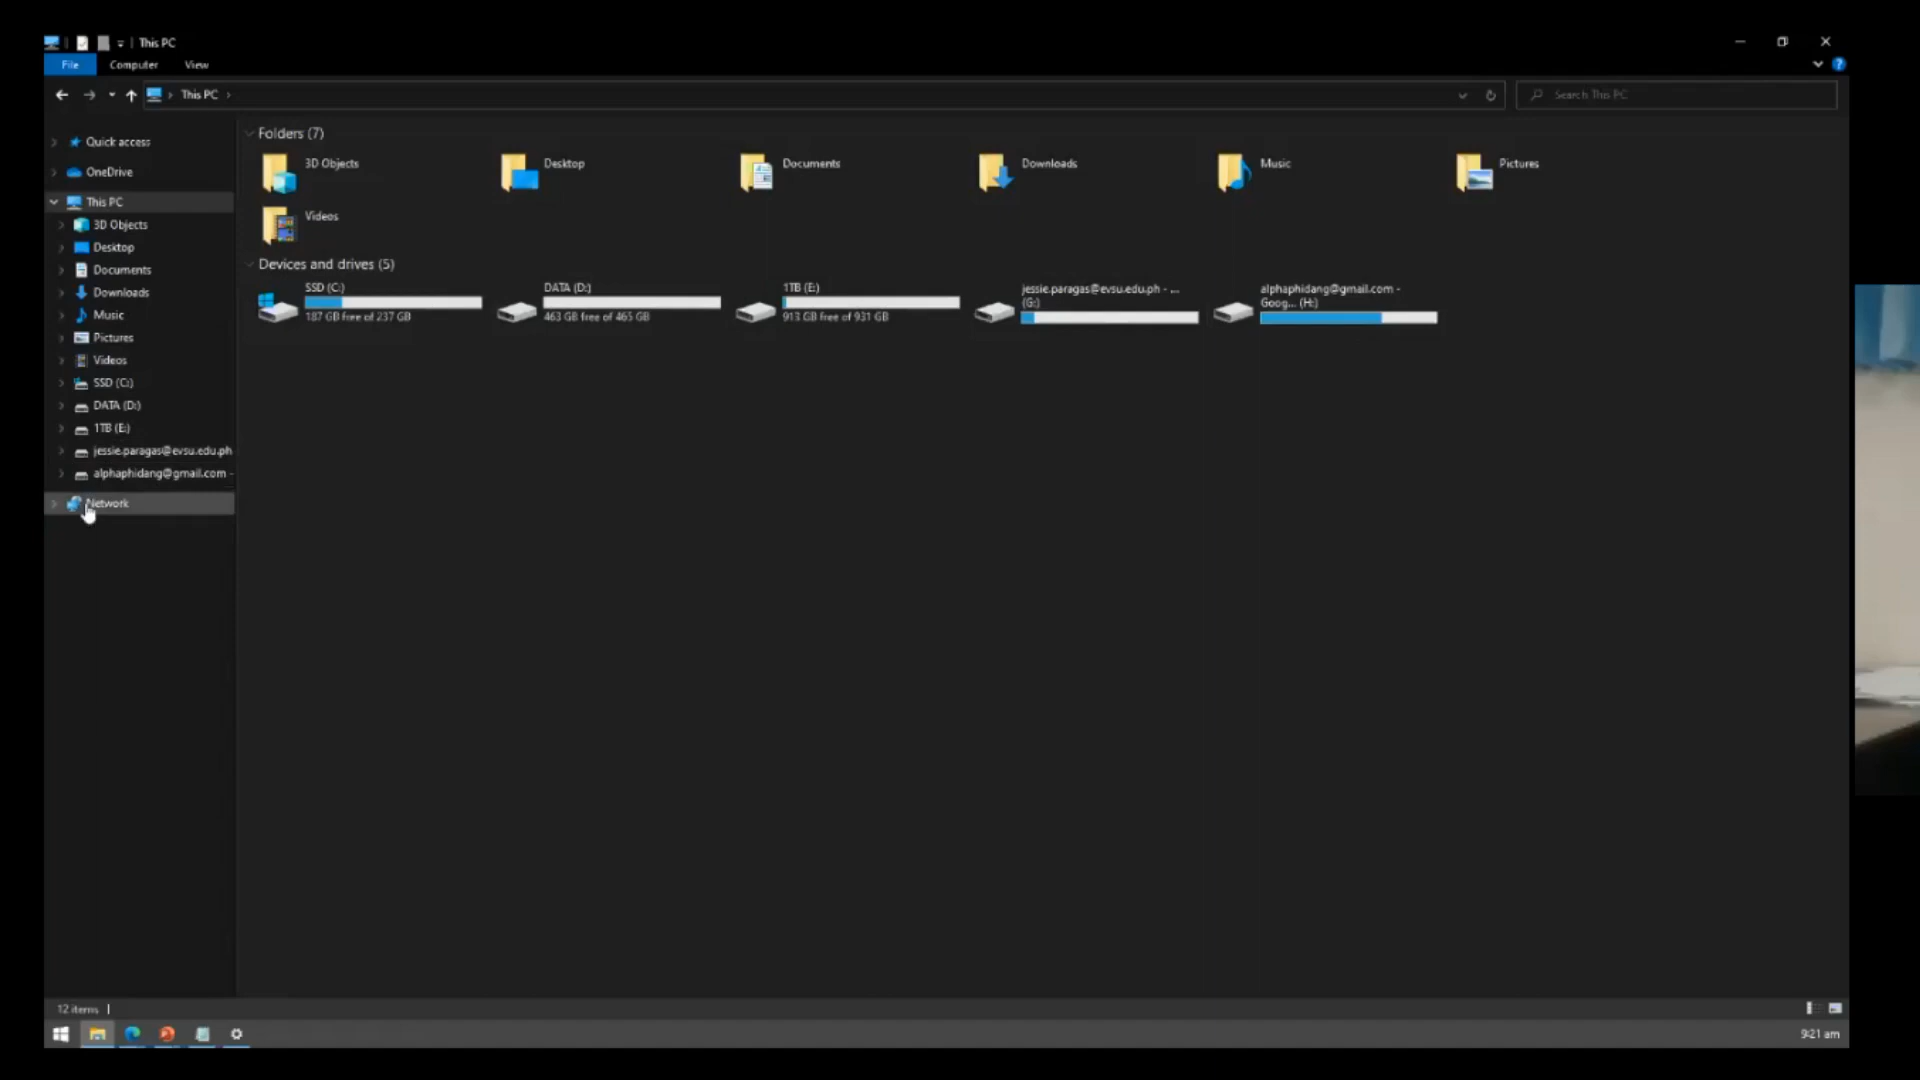 This PC
File Computer View
This PC
Search This PC
Quick access
OneDrive
This PC
3D Objects
Desktop
Documents
Downloads
Music
Pictures
Videos
SSD (C:)
DATA (D:)
1TB (E:)
jessie.paragas@evsu.edu.ph
alphaphidang@gmail.com -
Network
Folders (7)
3D Objects
Desktop
Documents
Downloads
Music
Pictures
Videos
Devices and drives (5)
SSD (C:)
187 GB free of 237 GB
DATA (D:)
463 GB free of 465 GB
1TB (E:)
913 GB free of 931 GB
jessie.paragas@evsu.edu.ph - ...
(G:)
alphaphidang@gmail.com -
Goog... (H:)
12 items
9:21 am